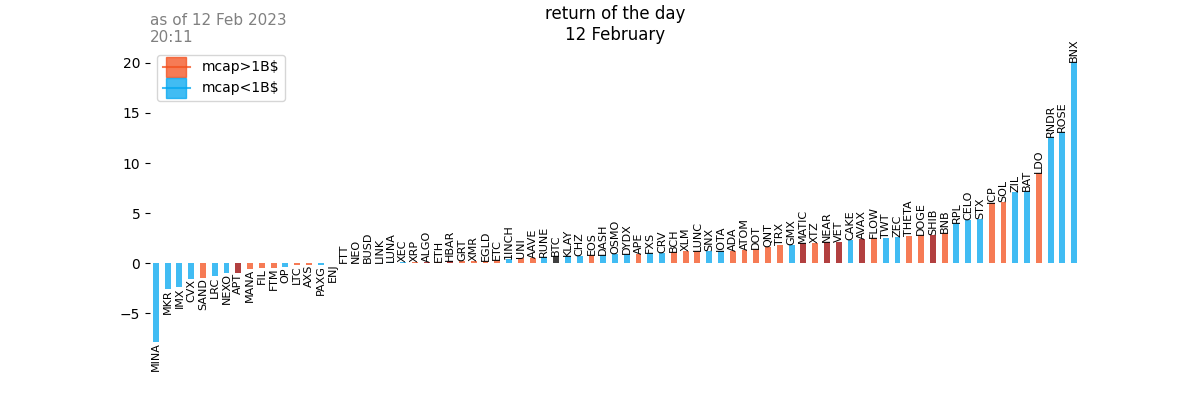 as of 12 Feb 2023
20:11
return of the day
12 February
mcap>1B$
mcap<1B$
20
15
10
5
0
−5
MINA
MKR
IMX
CVX
SAND
LRC
NEXO
APT
MANA
FIL
FTM
OP
LTC
AXS
PAXG
ENJ
FTT
NEO
BUSD
LINK
LUNA
XEC
XRP
ALGO
ETH
HBAR
GRT
XMR
EGLD
ETC
1INCH
UNI
AAVE
RUNE
BTC
KLAY
CHZ
EOS
DASH
OSMO
DYDX
APE
FXS
CRV
BCH
XLM
LUNC
SNX
IOTA
ADA
ATOM
DOT
QNT
TRX
GMX
MATIC
XTZ
NEAR
VET
CAKE
AVAX
FLOW
TWT
ZEC
THETA
DOGE
SHIB
BNB
RPL
CELO
STX
ICP
SOL
ZIL
BAT
LDO
RNDR
ROSE
BNX